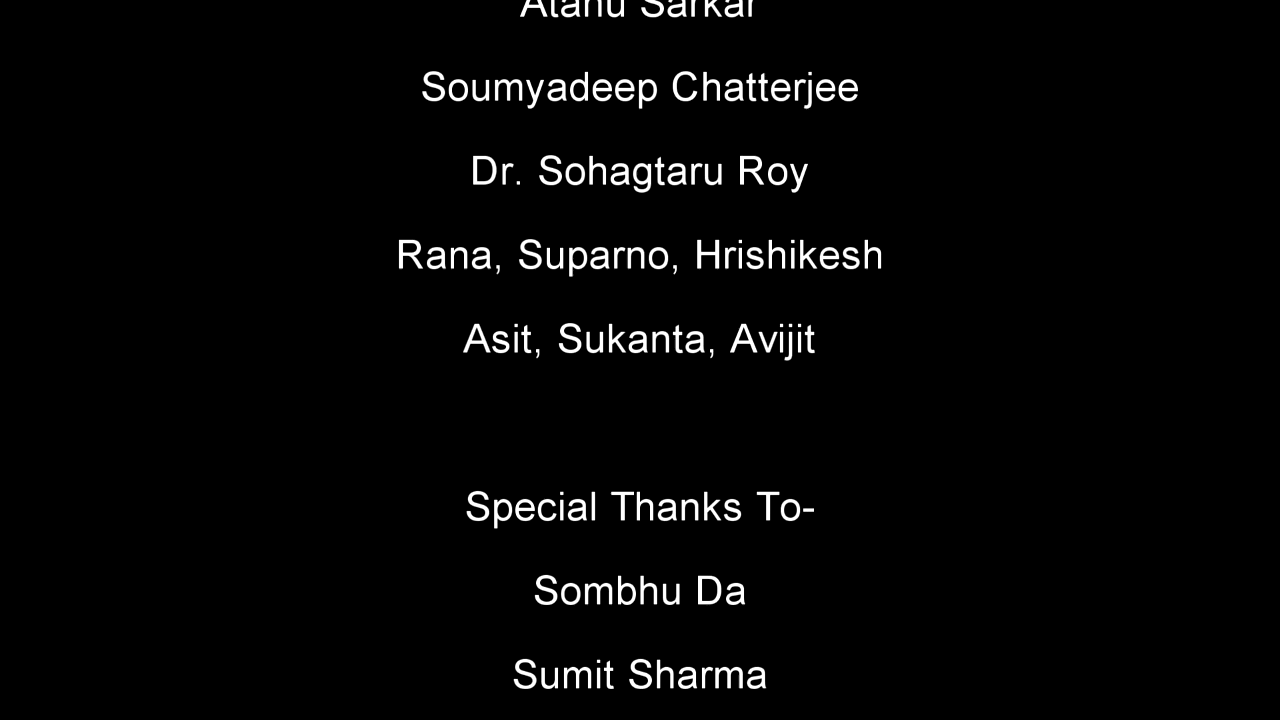 Atanu Sarkar
Soumyadeep Chatterjee
Dr. Sohagtaru Roy
Rana, Suparno, Hrishikesh
Asit, Sukanta, Avijit
Special Thanks To-
Sombhu Da
Sumit Sharma